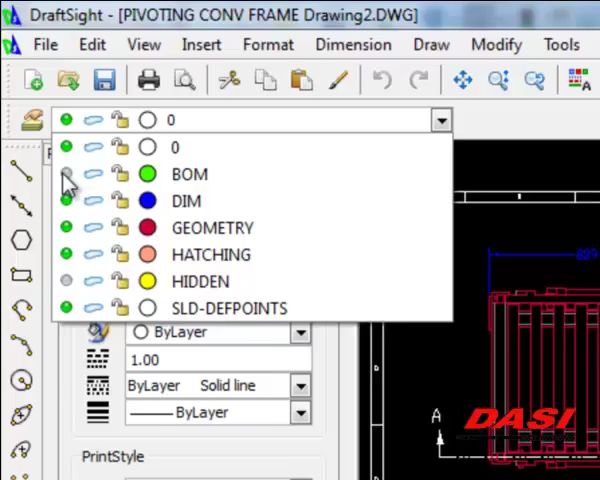 DraftSight - [PIVOTING CONV FRAME Drawing2.DWG]
File Edit View Insert Format Dimension Draw Modify Tools
0
0
BOM
DIM
GEOMETRY
HATCHING
HIDDEN
SLD-DEFPOINTS
ByLayer
1.00
ByLayer Solid line
ByLayer
PrintStyle
A
DASI